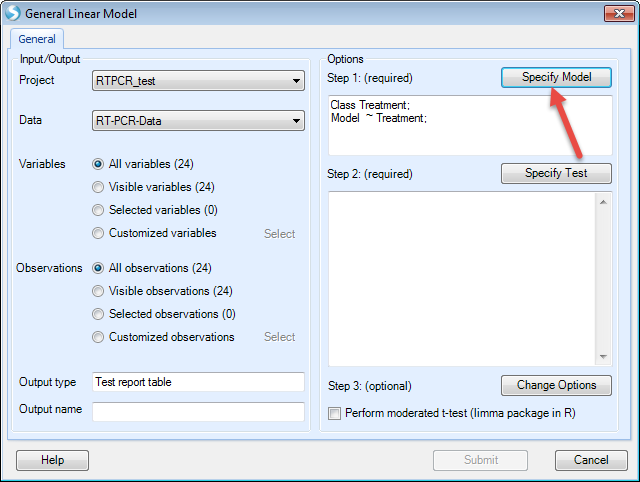 General Linear Model
General
Input/Output
Project
RTPCR_test
Data
RT-PCR-Data
Variables
All variables (24)
Visible variables (24)
Selected variables (0)
Customized variables
Select
Observations
All observations (24)
Visible observations (24)
Selected observations (0)
Customized observations
Select
Output type
Test report table
Output name
Options
Step 1: (required)
Specify Model
Class Treatment;
Model ~ Treatment;
Step 2: (required)
Specify Test
Step 3: (optional)
Change Options
Perform moderated t-test (limma package in R)
Help
Submit
Cancel